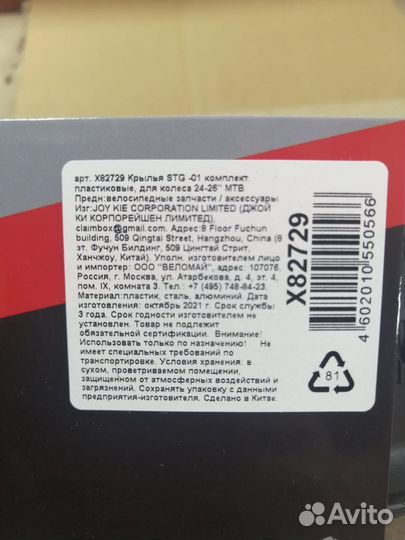 арт. X82729 Крылья STG -01 комплект.
пластиковые, для колеса 24-26" MTB
Предн:велосипедные запчасти / аксессуары
Изг:JOY KIE CORPORATION LIMITED (ДЖОЙ
КИ КОРПОРЕЙШЕН ЛИМИТЕД).
claimbox@gmail.com Address:8 Floor Fuchun
building, 509 Qingtai Street, Hangzhou, China (8
эт. Фучун Билдинг, 509 Цингтай Стрит,
Ханчжоу, Китай). Уполн. изготовителем лицо
и импортер: ООО "ВЕЛОМАЙ", адрес: 107076,
Россия, г. Москва, ул. Атарбекова, д. 4, эт. 4,
пом. IX, комната 3. Тел.: +7 (495) 748-84-23.
Материал:пластик, сталь, алюминий. Дата
изготовления: октябрь 2021 г. Срок службы
3 года. Срок годности изготовителем не
установлен. Товар не подлежит
обязательной сертификации. Внимание!
Использовать только по назначению! Не
имеет специальных требований по
транспортировке. Условия хранения: в
сухом, проветриваемом помещении,
защищенном от атмосферных воздействий и
загрязнений. Сохранять упаковку с данными
предприятия-изготовителя. Сделано в Китае.
X82729
4602010550566
81
Avito